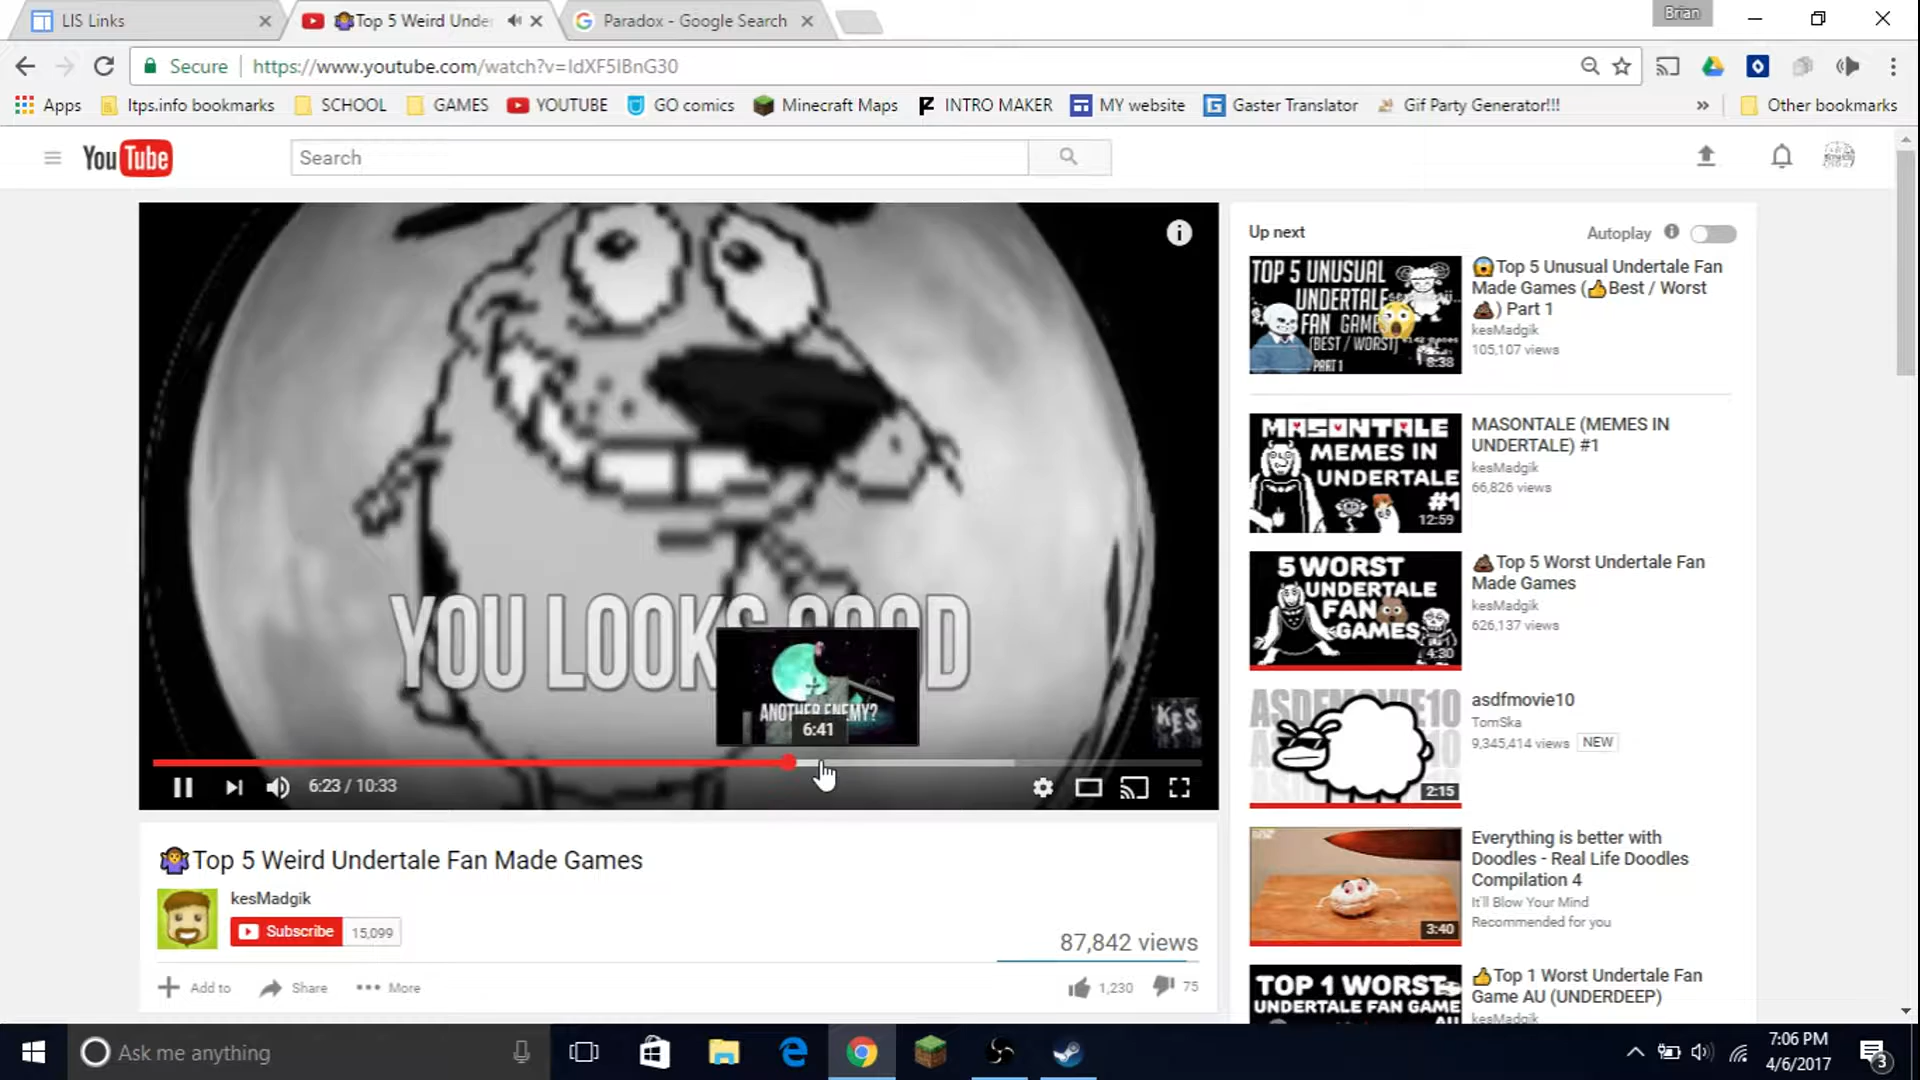 LIS Links
Top 5 Weird Under
Paradox - Google Search
Brian
Secure
https://www.youtube.com/watch?v=IdXF5IBnG30
Apps
Itps.info bookmarks
SCHOOL
GAMES
YOUTUBE
GO comics
Minecraft Maps
INTRO MAKER
MY website
Gaster Translator
Gif Party Generator!!!
»
Other bookmarks
YouTube
Search
YOU LOOKS GOOD
ANOTHER ENEMY?
6:41
KES
6:23 / 10:33
Top 5 Weird Undertale Fan Made Games
kesMadgik
Subscribe 15,099
87,842 views
Add to
Share
More
1,230
75
Up next
Autoplay
TOP 5 UNUSUAL
UNDERTALE
FAN GAME
(BEST / WORST)
PART 1
8:38
Top 5 Unusual Undertale Fan
Made Games (Best / Worst
) Part 1
kesMadgik
105,107 views
MASONTALE
MEMES IN
UNDERTALE
#1
12:59
MASONTALE (MEMES IN
UNDERTALE) #1
kesMadgik
66,826 views
5 WORST
UNDERTALE
FAN
GAMES
4:30
Top 5 Worst Undertale Fan
Made Games
kesMadgik
626,137 views
ASDFMOVIE10
2:15
asdfmovie10
TomSka
9,345,414 views NEW
3:40
Everything is better with
Doodles - Real Life Doodles
Compilation 4
It'll Blow Your Mind
Recommended for you
TOP 1 WORST
UNDERTALE FAN GAME
AU
Top 1 Worst Undertale Fan
Game AU (UNDERDEEP)
kesMadgik
Ask me anything
7:06 PM
4/6/2017
3